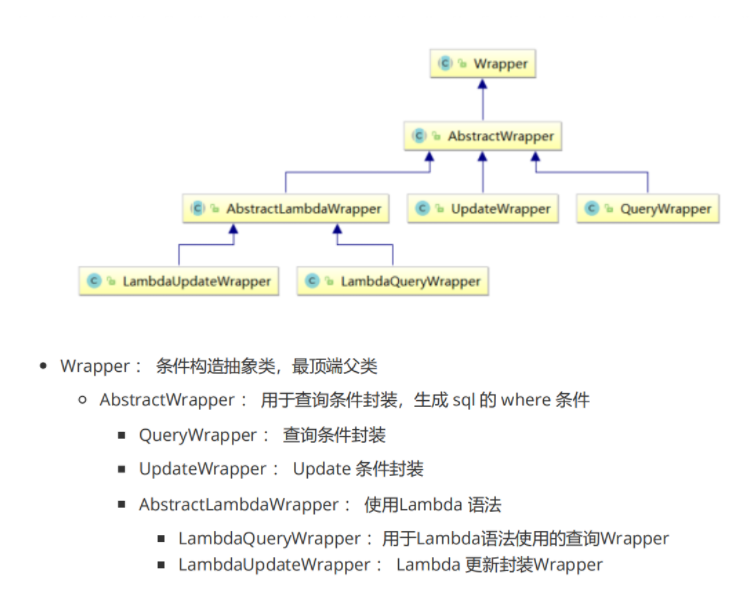 Wrapper
AbstractWrapper
AbstractLambdaWrapper
UpdateWrapper
QueryWrapper
LambdaUpdateWrapper
LambdaQueryWrapper
Wrapper： 条件构造抽象类，最顶端父类
AbstractWrapper： 用于查询条件封装，生成 sql 的 where 条件
QueryWrapper： 查询条件封装
UpdateWrapper： Update 条件封装
AbstractLambdaWrapper： 使用Lambda 语法
LambdaQueryWrapper：用于Lambda语法使用的查询Wrapper
LambdaUpdateWrapper： Lambda 更新封装Wrapper